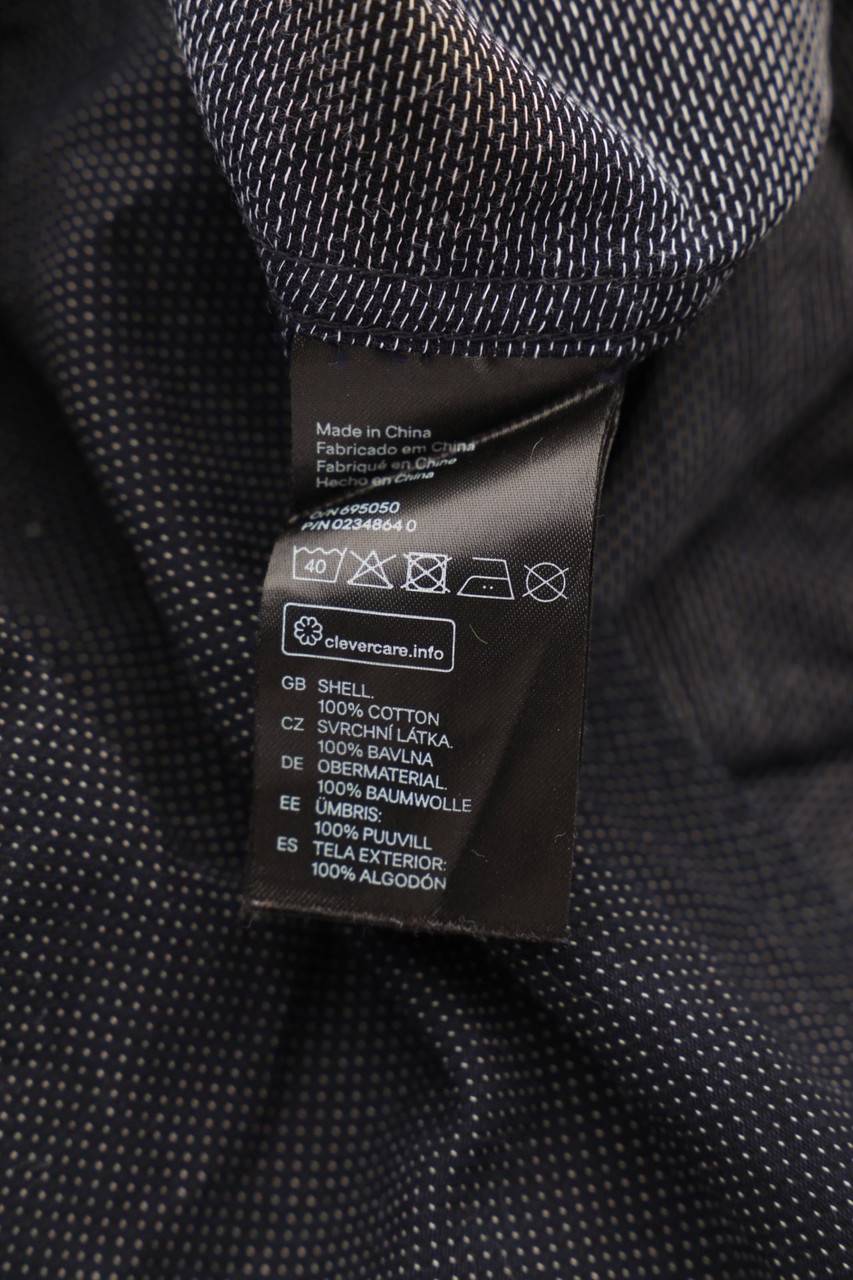 Made in China
Fabricado em China
Fabriqué en Chine
Hecho en China
O/N 695050
P/N 0234864 0
40
clevercare.info
GB SHELL.
100% COTTON
CZ SVRCHNÍ LÁTKA.
100% BAVLNA
DE OBERMATERIAL.
100% BAUMWOLLE
EE ÜMBRIS:
100% PUUVILL
ES TELA EXTERIOR:
100% ALGODÓN